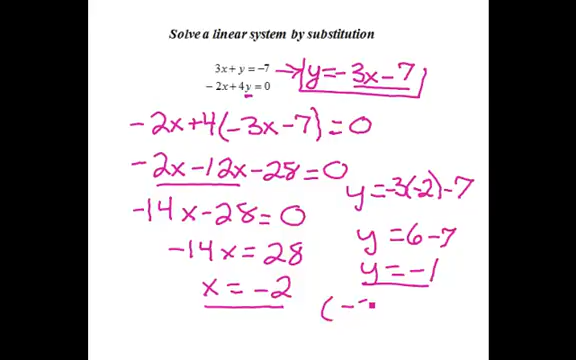 Solve a linear system by substitution
3x + y = -7 → y = -3x - 7
- 2x + 4y = 0
-2x+4(-3x-7)=0
-2x-12x-28=0
y=-3(-2)-7
-14x-28=0
y=6-7
-14x=28
y=-1
x=-2
(-